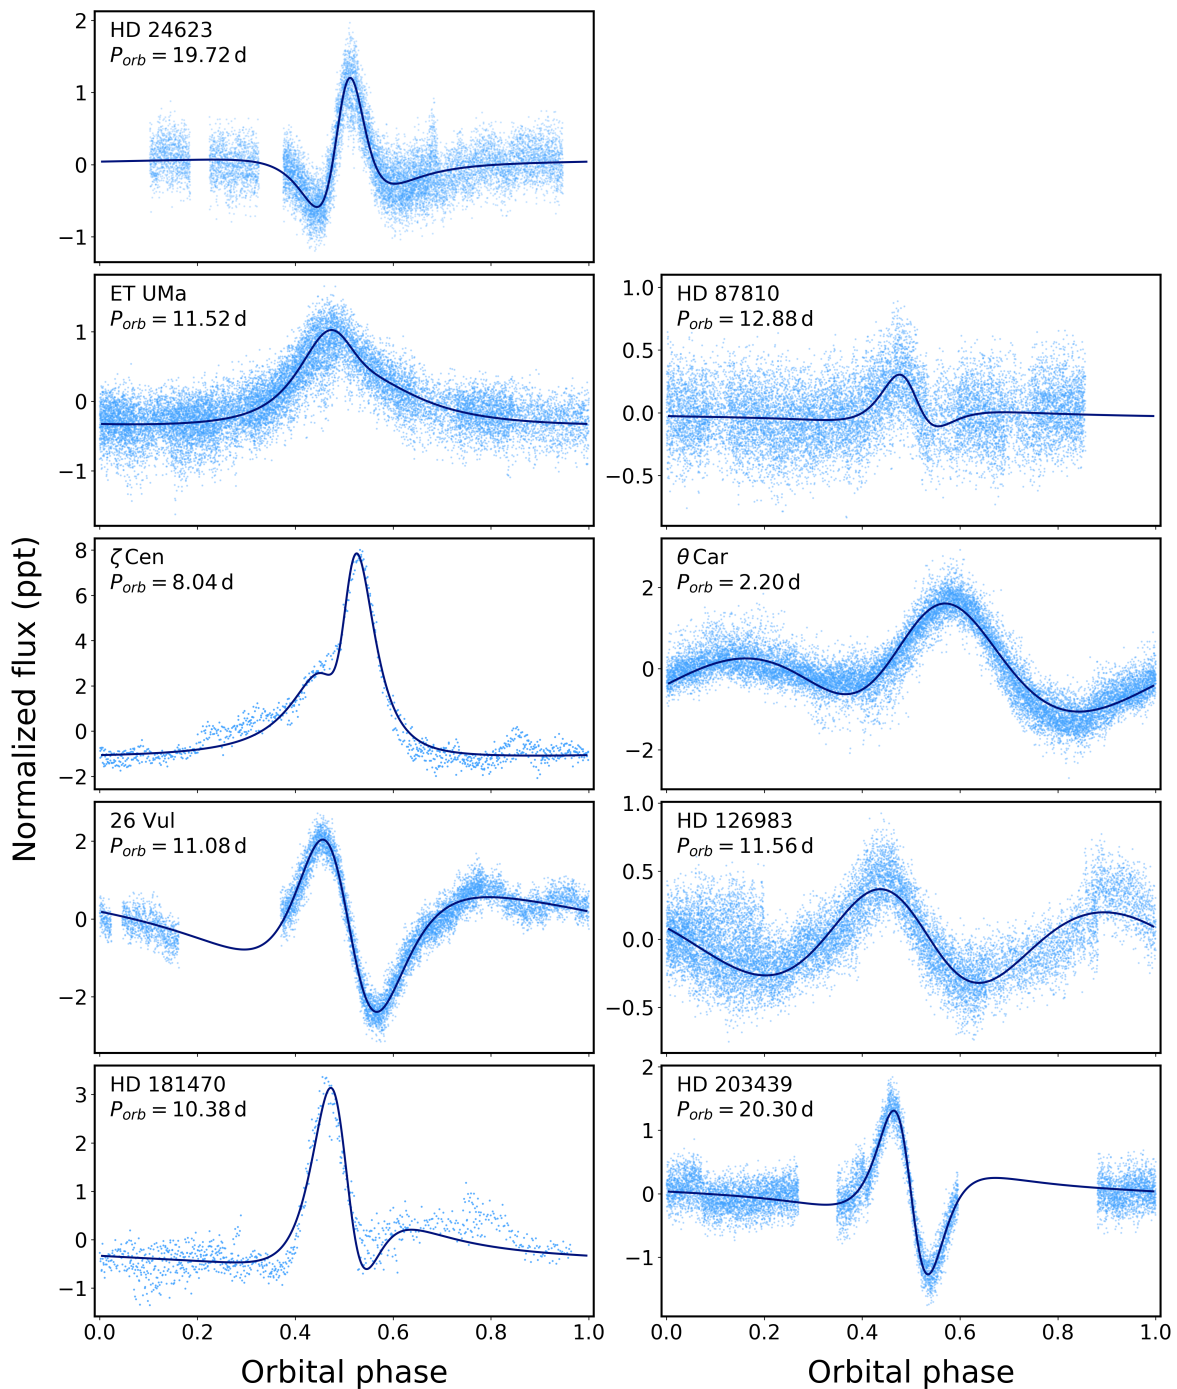 HD 24623
P_orb = 19.72 d
2
1
0
−1
ET UMa
P_orb = 11.52 d
1
0
−1
HD 87810
P_orb = 12.88 d
1.0
0.5
0.0
−0.5
ζ Cen
P_orb = 8.04 d
8
6
4
2
0
−2
θ Car
P_orb = 2.20 d
2
0
−2
26 Vul
P_orb = 11.08 d
2
0
−2
HD 126983
P_orb = 11.56 d
1.0
0.5
0.0
−0.5
HD 181470
P_orb = 10.38 d
3
2
1
0
−1
HD 203439
P_orb = 20.30 d
2
1
0
−1
0.0 0.2 0.4 0.6 0.8 1.0
0.0 0.2 0.4 0.6 0.8 1.0
Orbital phase
Orbital phase
Normalized flux (ppt)